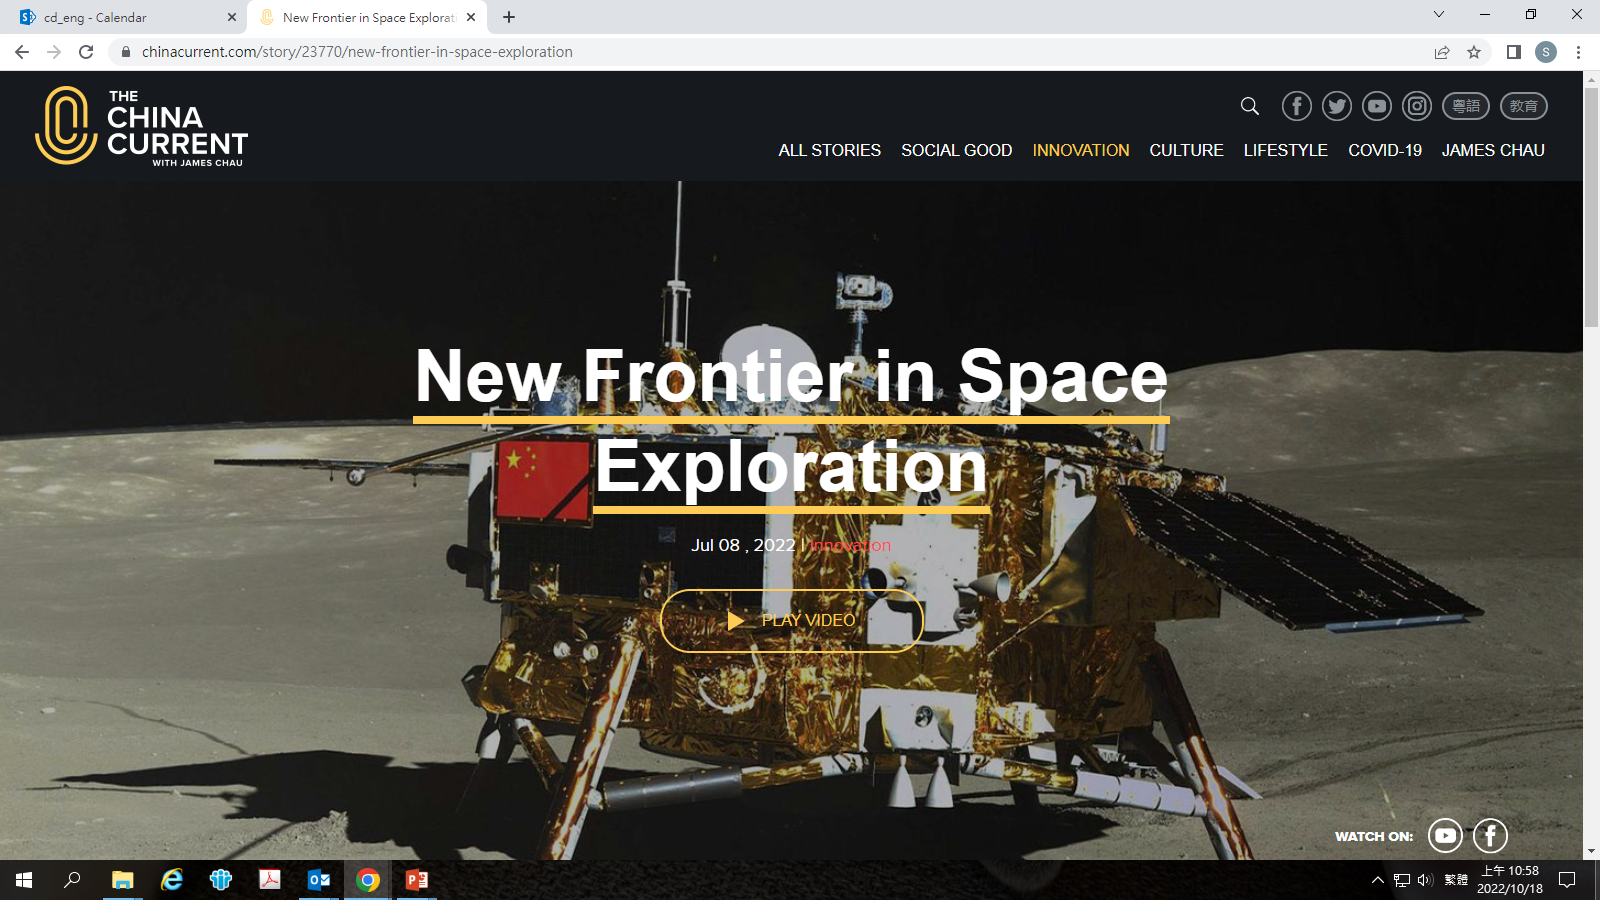 cd_eng - Calendar
New Frontier in Space Explorati
chinacurrent.com/story/23770/new-frontier-in-space-exploration
S
THE
CHINA
CURRENT
WITH JAMES CHAU
粵語
教育
ALL STORIES SOCIAL GOOD INNOVATION CULTURE LIFESTYLE COVID-19 JAMES CHAU
New Frontier in Space
Exploration
Jul 08 , 2022 | Innovation
PLAY VIDEO
WATCH ON:
繁體
上午 10:58
2022/10/18